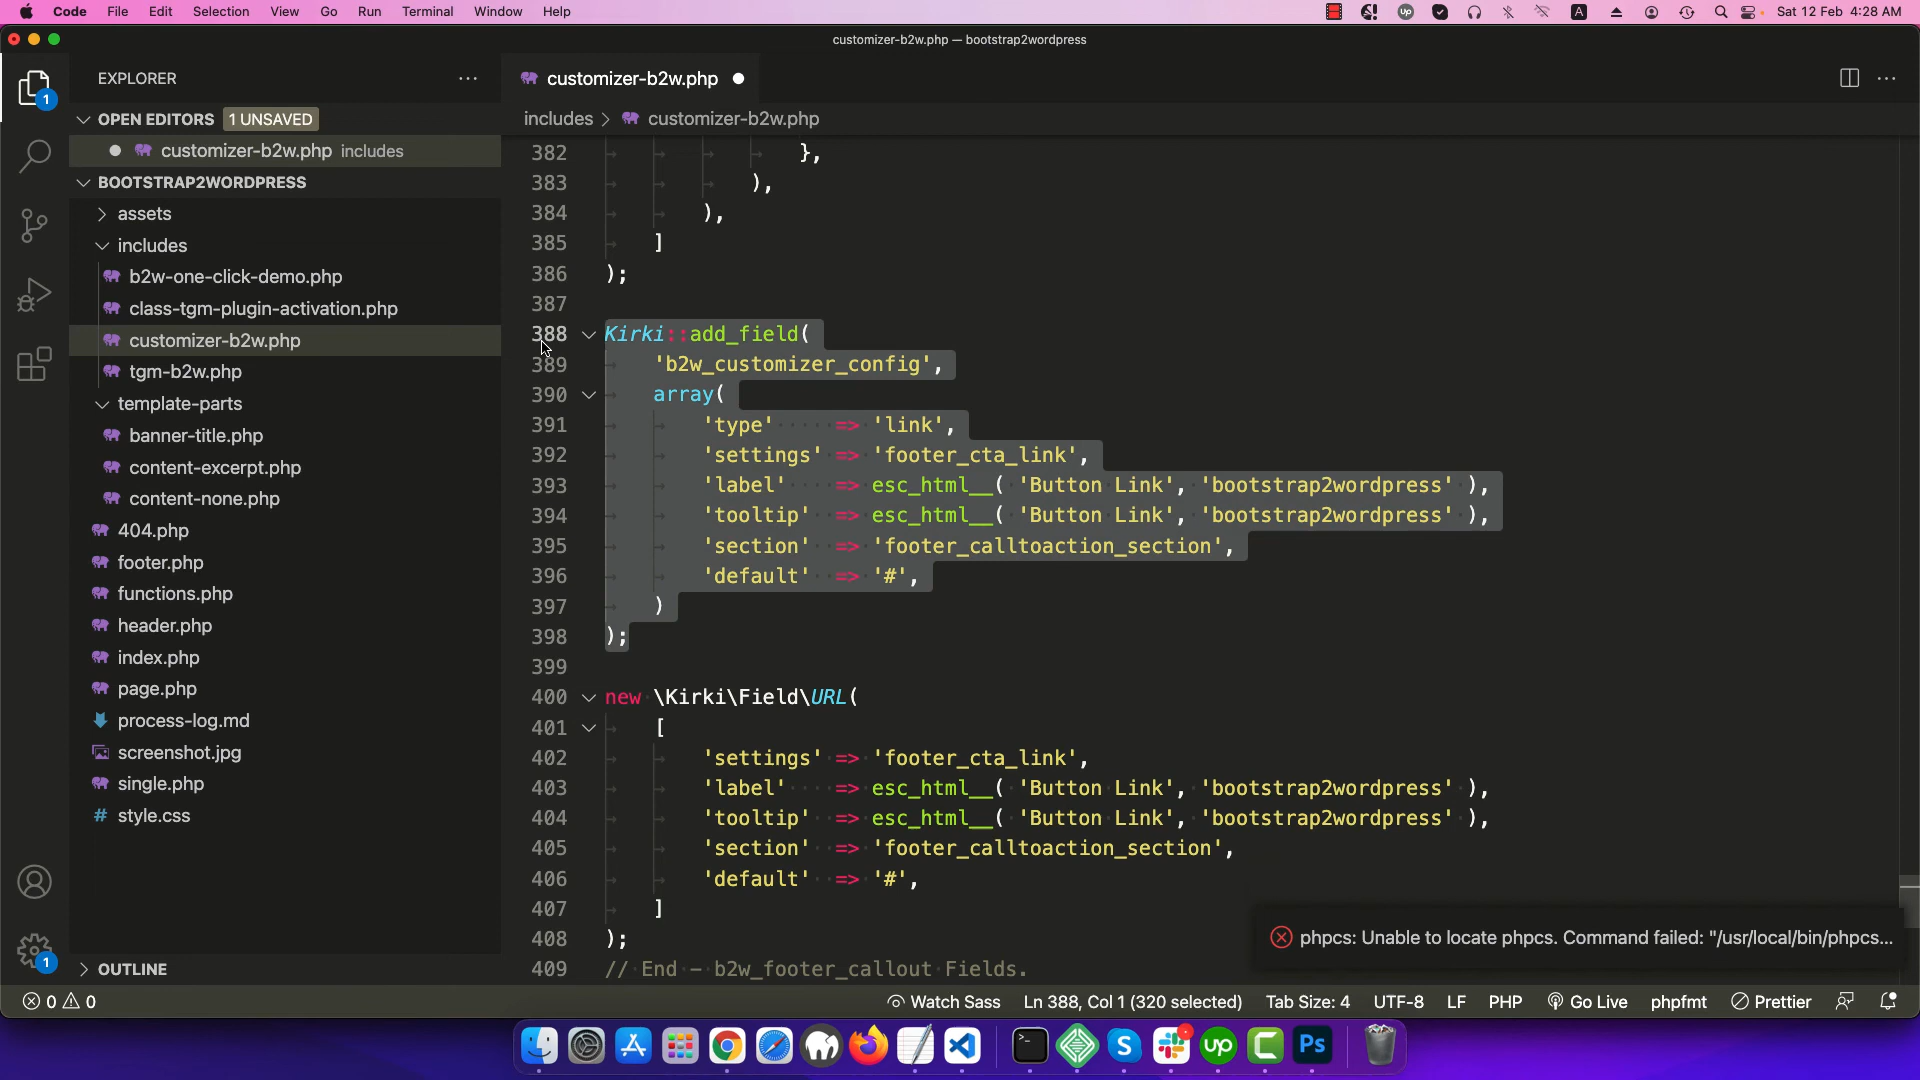 Code File Edit Selection View Go Run Terminal Window Help
Sat 12 Feb 4:28 AM
customizer-b2w.php — bootstrap2wordpress
EXPLORER
OPEN EDITORS 1 UNSAVED
customizer-b2w.php includes
BOOTSTRAP2WORDPRESS
assets
includes
b2w-one-click-demo.php
class-tgm-plugin-activation.php
customizer-b2w.php
tgm-b2w.php
template-parts
banner-title.php
content-excerpt.php
content-none.php
404.php
footer.php
functions.php
header.php
index.php
page.php
process-log.md
screenshot.jpg
single.php
style.css
OUTLINE
customizer-b2w.php
includes > customizer-b2w.php
382 },
383 ),
384 ),
385 ]
386 );
387
388 Kirki::add_field(
389 'b2w_customizer_config',
390 array(
391 'type' => 'link',
392 'settings' => 'footer_cta_link',
393 'label' => esc_html__( 'Button Link', 'bootstrap2wordpress' ),
394 'tooltip' => esc_html__( 'Button Link', 'bootstrap2wordpress' ),
395 'section' => 'footer_calltoaction_section',
396 'default' => '#',
397 )
398 );
399
400 new \Kirki\Field\URL(
401 [
402 'settings' => 'footer_cta_link',
403 'label' => esc_html__( 'Button Link', 'bootstrap2wordpress' ),
404 'tooltip' => esc_html__( 'Button Link', 'bootstrap2wordpress' ),
405 'section' => 'footer_calltoaction_section',
406 'default' => '#',
407 ]
408 );
409 // End - b2w_footer_callout Fields.
phpcs: Unable to locate phpcs. Command failed: "/usr/local/bin/phpcs...
0 0 Watch Sass Ln 388, Col 1 (320 selected) Tab Size: 4 UTF-8 LF PHP Go Live phpfmt Prettier
up C Ps